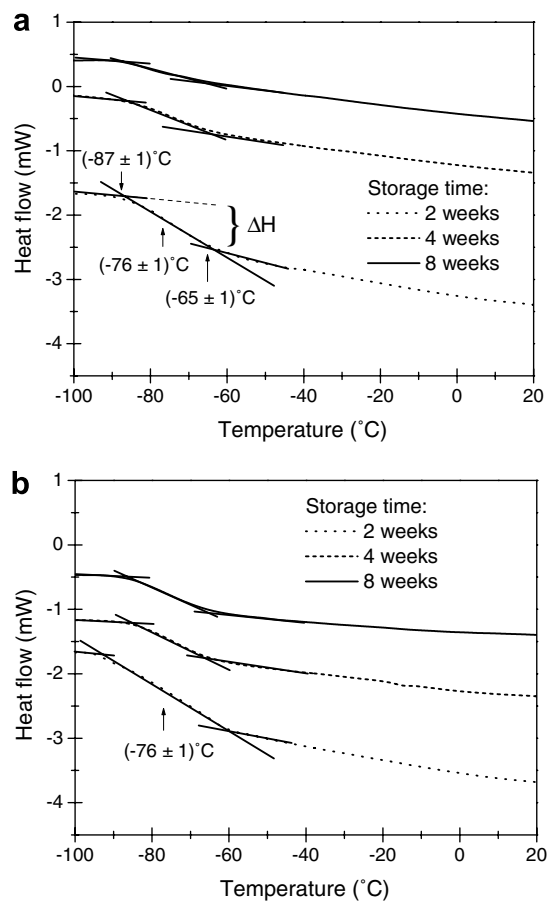 a
1
0
-1
-2
-3
-4
Heat flow (mW)
(-87 ± 1)˚C
(-76 ± 1)˚C
(-65 ± 1)˚C
} ΔH
Storage time:
2 weeks
4 weeks
8 weeks
-100 -80 -60 -40 -20 0 20
Temperature (˚C)
b
1
0
-1
-2
-3
-4
Heat flow (mW)
Storage time:
2 weeks
4 weeks
8 weeks
(-76 ± 1)˚C
-100 -80 -60 -40 -20 0 20
Temperature (˚C)